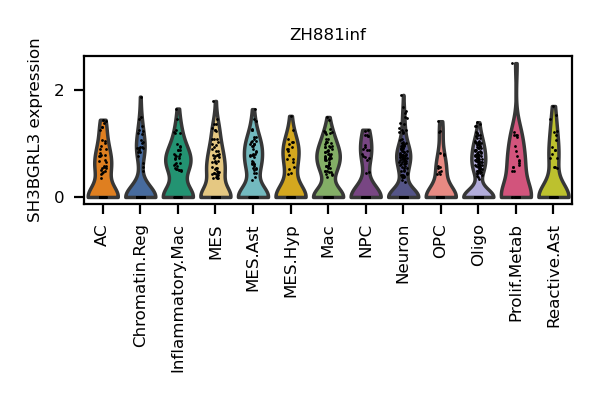 ZH881inf
SH3BGRL3 expression
2
0
AC
Chromatin.Reg
Inflammatory.Mac
MES
MES.Ast
MES.Hyp
Mac
NPC
Neuron
OPC
Oligo
Prolif.Metab
Reactive.Ast